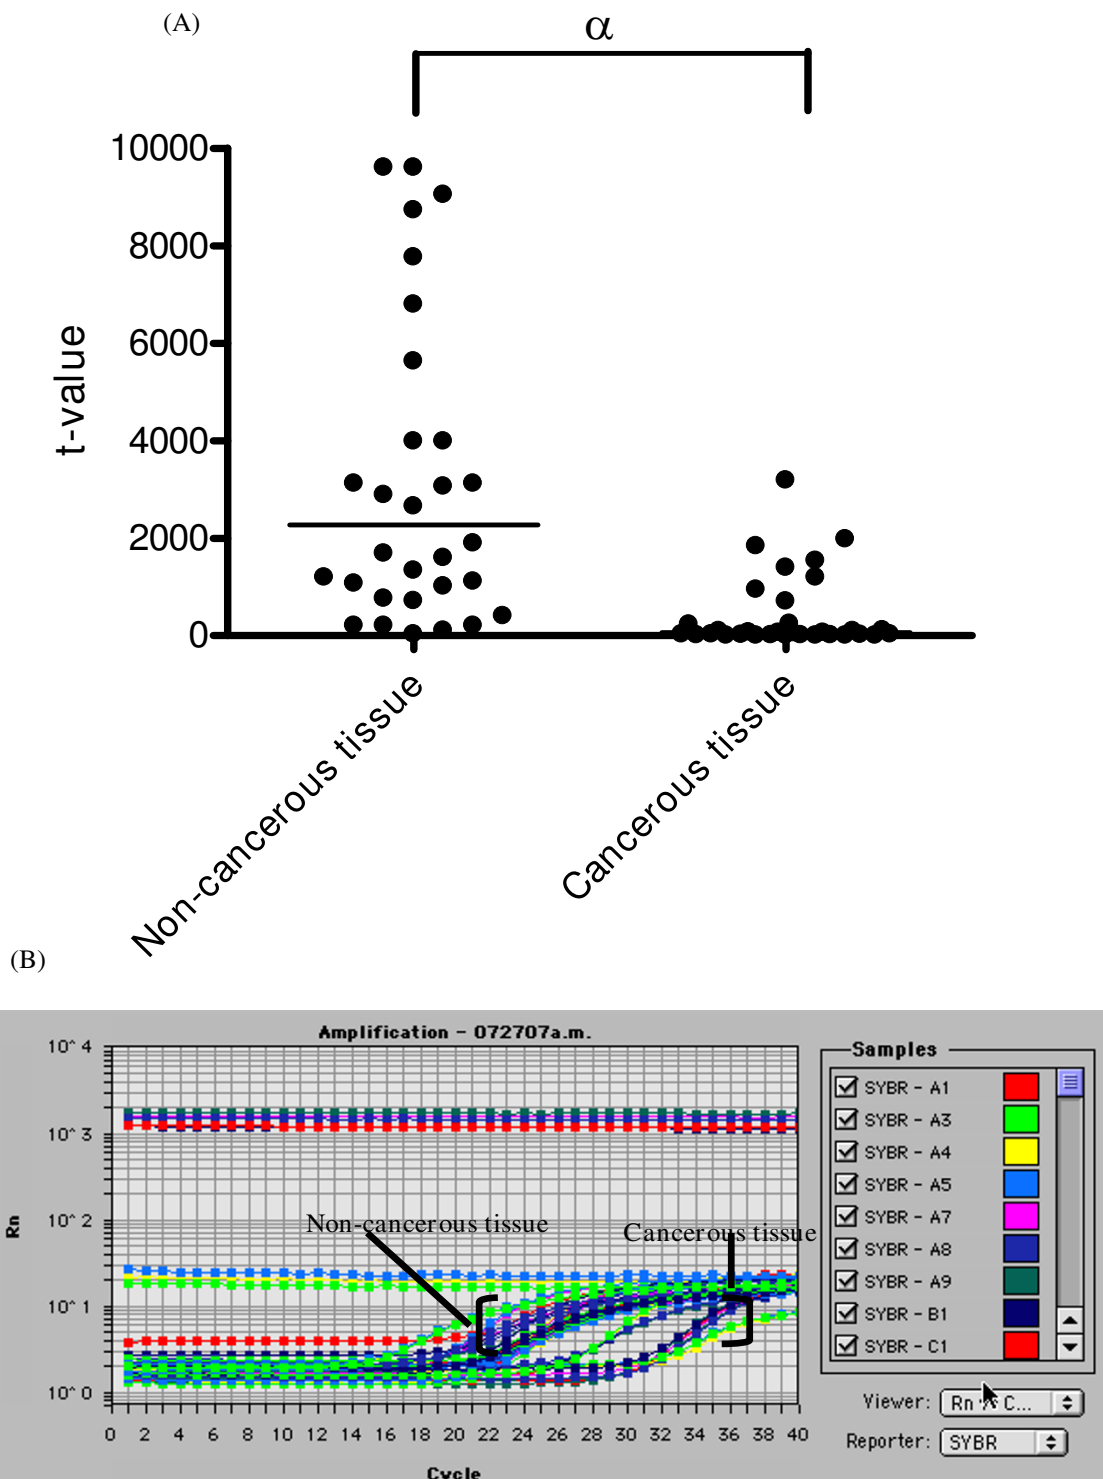 (A)
α
10000
8000
6000
4000
2000
0
t-value
Non-cancerous tissue
Cancerous tissue
(B)
Amplification - 072707a.m.
10^4
10^3
10^2
10^1
10^0
Rn
Non-cancerous tissue
Cancerous tissue
0 2 4 6 8 10 12 14 16 18 20 22 24 26 28 30 32 34 36 38 40
Cycle
Samples
SYBR - A1
SYBR - A3
SYBR - A4
SYBR - A5
SYBR - A7
SYBR - A8
SYBR - A9
SYBR - B1
SYBR - C1
Viewer: Rn C...
Reporter: SYBR